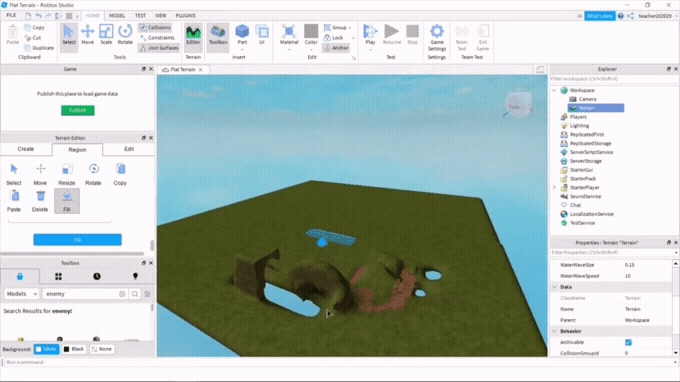 Flat Terrain - Roblox Studio
FILE
HOME
MODEL
TEST
VIEW
PLUGINS
teacher202029
Paste
Copy
Cut
Duplicate
Clipboard
Select
Move
Scale
Rotate
Tools
Collisions
Constraints
Join Surfaces
Editor
Terrain
Toolbox
Part
UI
Insert
Material
Color
Group
Lock
Anchor
Edit
Play
Resume
Stop
Test
Game
Settings
Settings
Team
Test
Exit
Game
Team Test
Game
Publish this place to load game data
Publish
Terrain Editor
Create
Region
Edit
Select
Move
Resize
Rotate
Copy
Paste
Delete
Fill
Fill
Toolbox
Models
enemy
Search Results for enemy:
Background:
White
Black
None
Run a command
Flat Terrain
Explorer
Filter workspace (Ctrl+Shift+X)
Workspace
Camera
Terrain
Players
Lighting
ReplicatedFirst
ReplicatedStorage
ServerScriptService
ServerStorage
StarterGui
StarterPack
StarterPlayer
SoundService
Chat
LocalizationService
TestService
Properties - Terrain "Terrain"
Filter Properties (Ctrl+Shift+P)
WaterWaveSize 0.15
WaterWaveSpeed 10
Data
ClassName Terrain
Name Terrain
Parent Workspace
Behavior
Archivable
CollisionGroupId 0